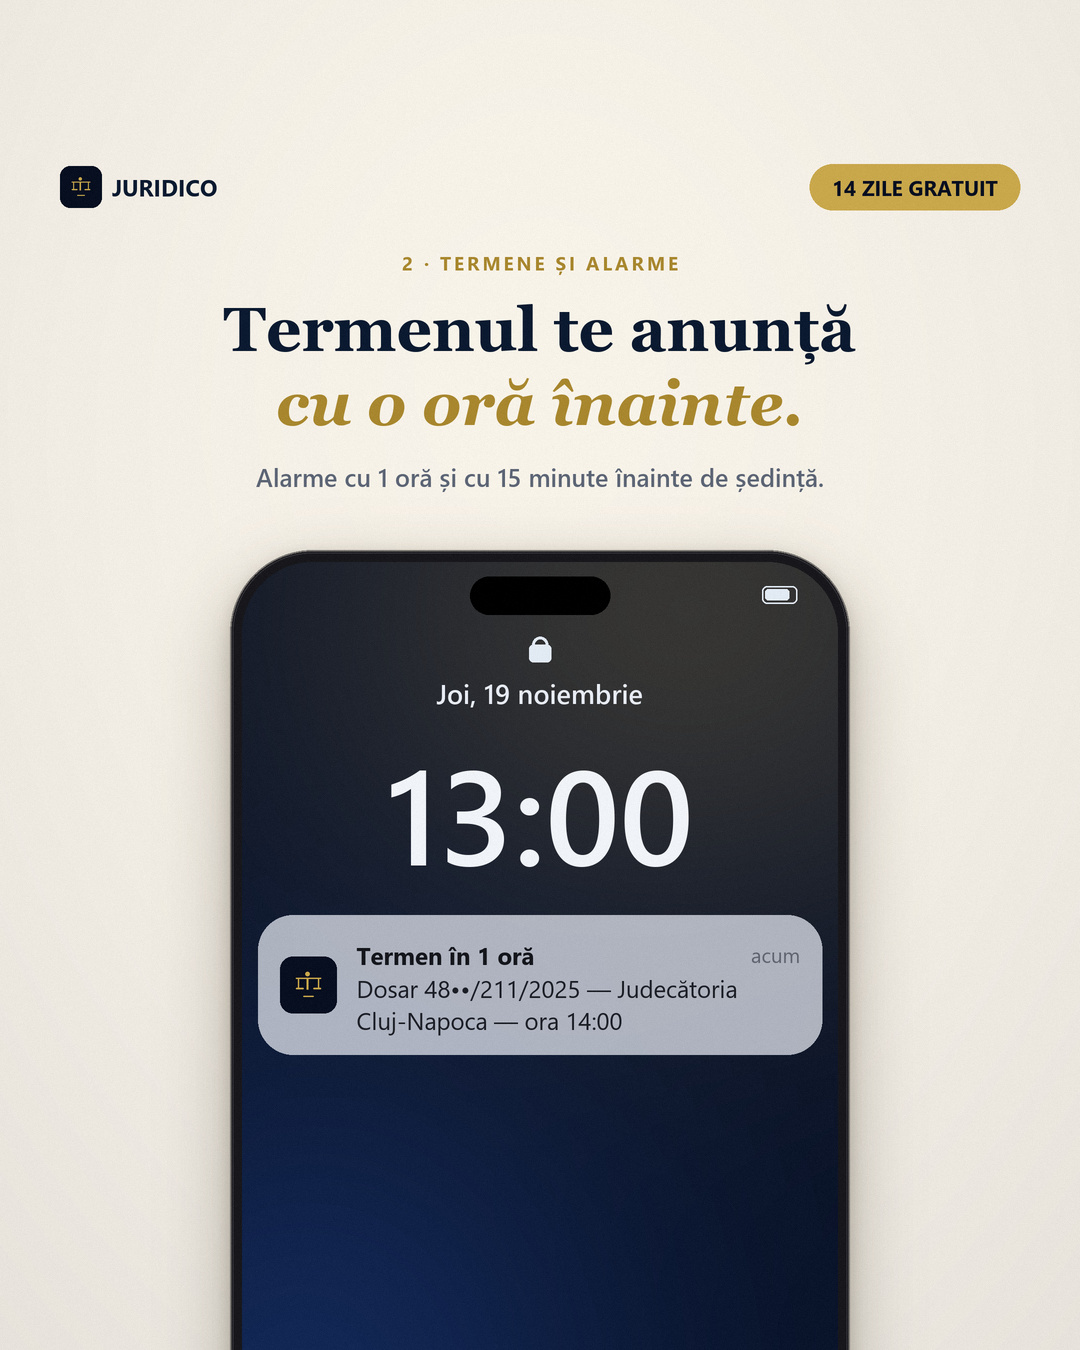 JURIDICO
14 ZILE GRATUIT
2 · TERMENE ȘI ALARME
Termenul te anunță
cu o oră înainte.
Alarme cu 1 oră și cu 15 minute înainte de ședință.
Joi, 19 noiembrie
13:00
Termen în 1 oră
acum
Dosar 48••/211/2025 — Judecătoria
Cluj-Napoca — ora 14:00